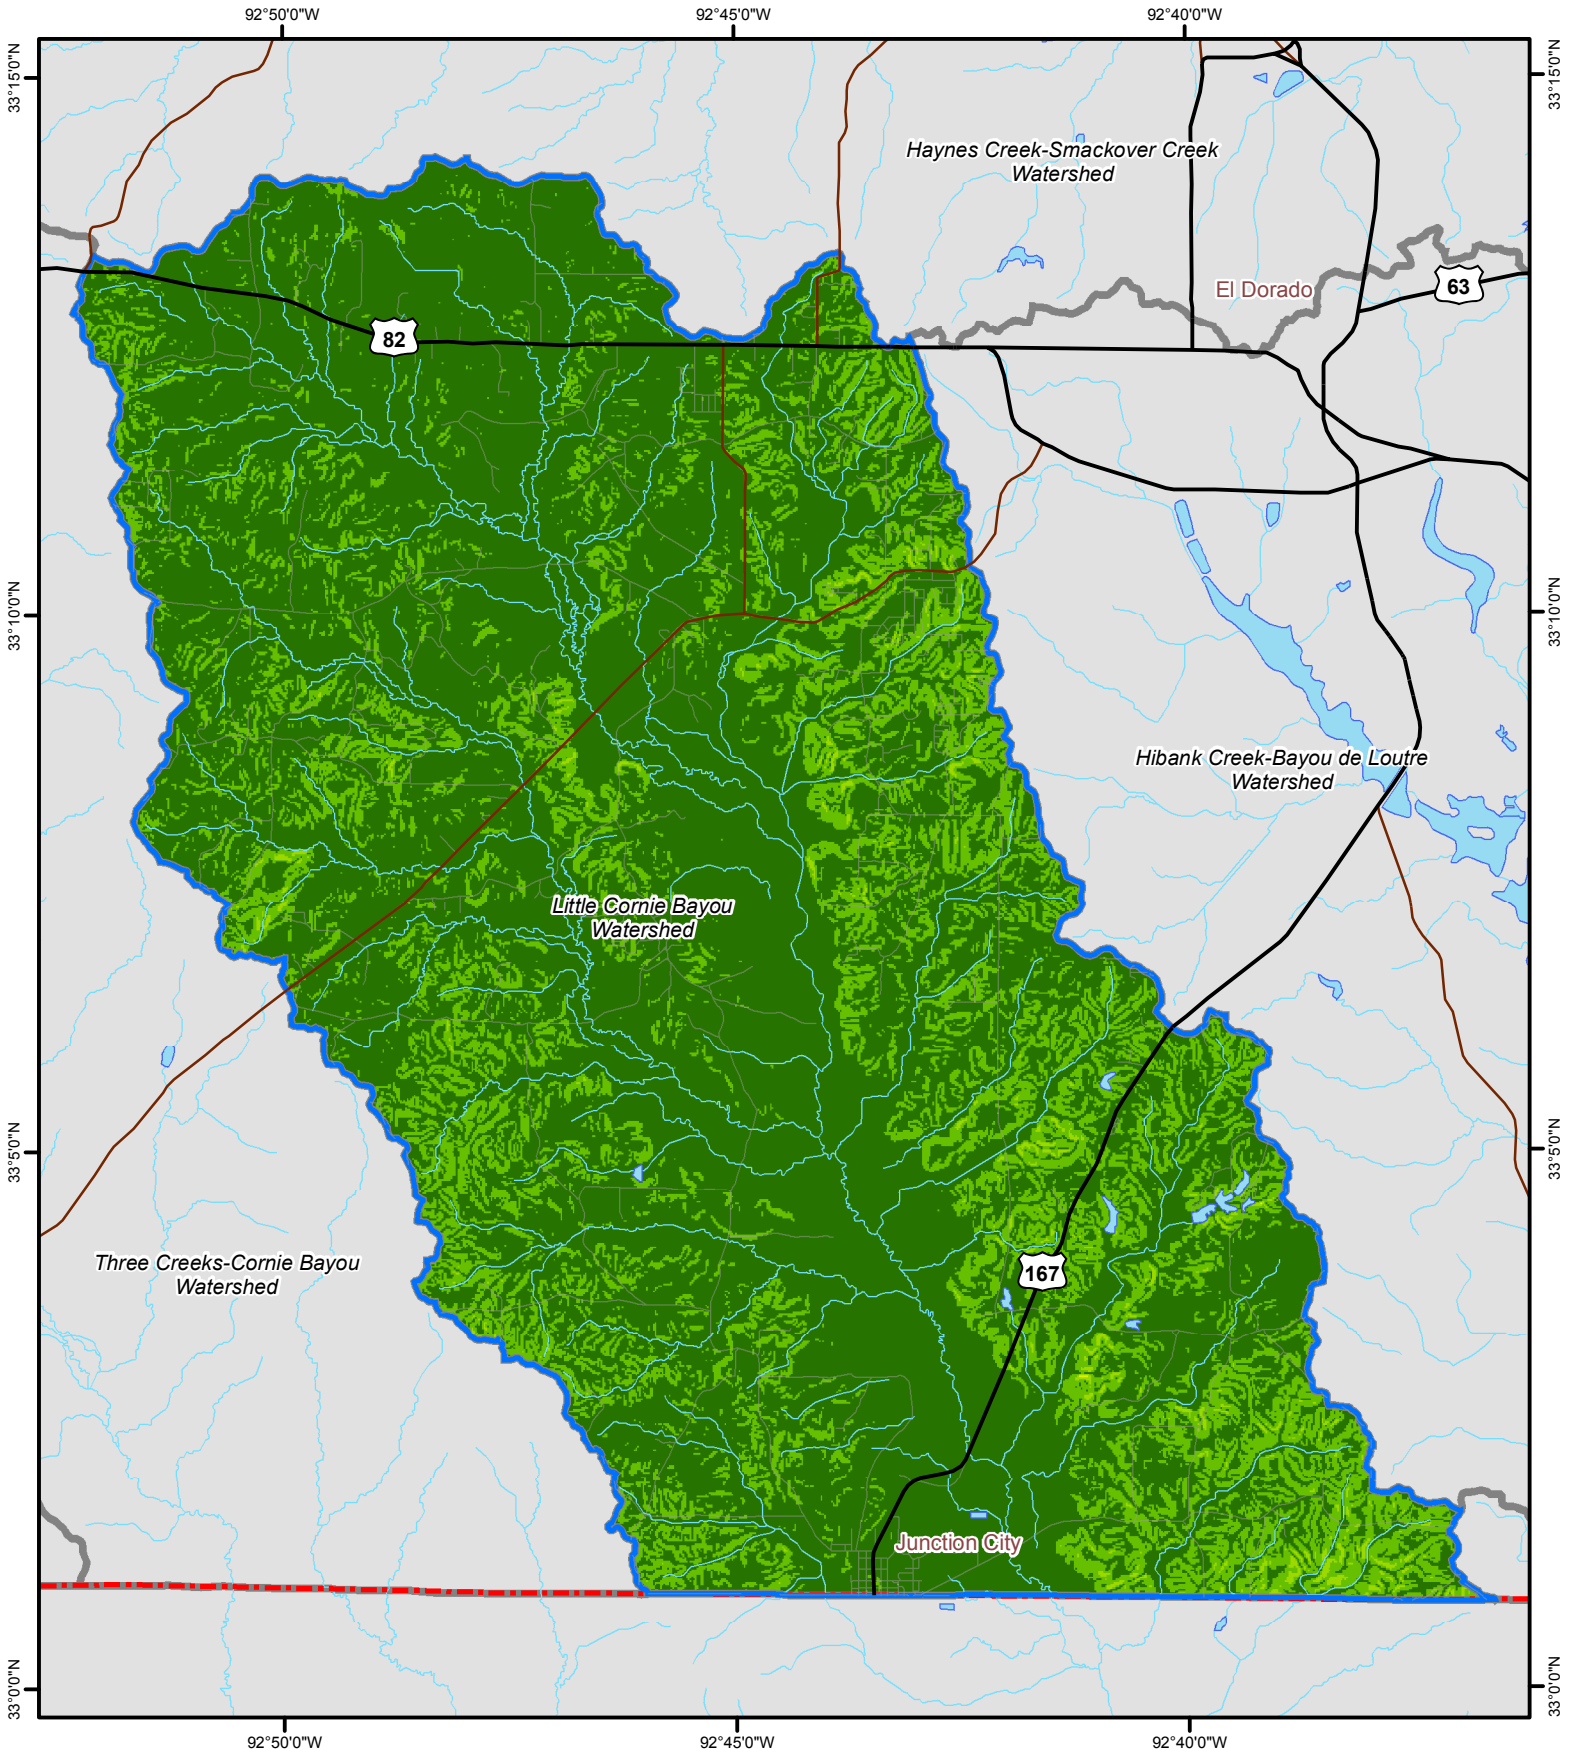 92°50'0"W
92°45'0"W
92°40'0"W
33°15'0"N
33°15'0"N
Haynes Creek-Smackover Creek
Watershed
El Dorado
63
82
33°10'0"N
33°10'0"N
Hibank Creek-Bayou de Loutre
Watershed
Little Cornie Bayou
Watershed
33°5'0"N
33°5'0"N
Three Creeks-Cornie Bayou
Watershed
167
Junction City
33°0'0"N
33°0'0"N
92°50'0"W
92°45'0"W
92°40'0"W